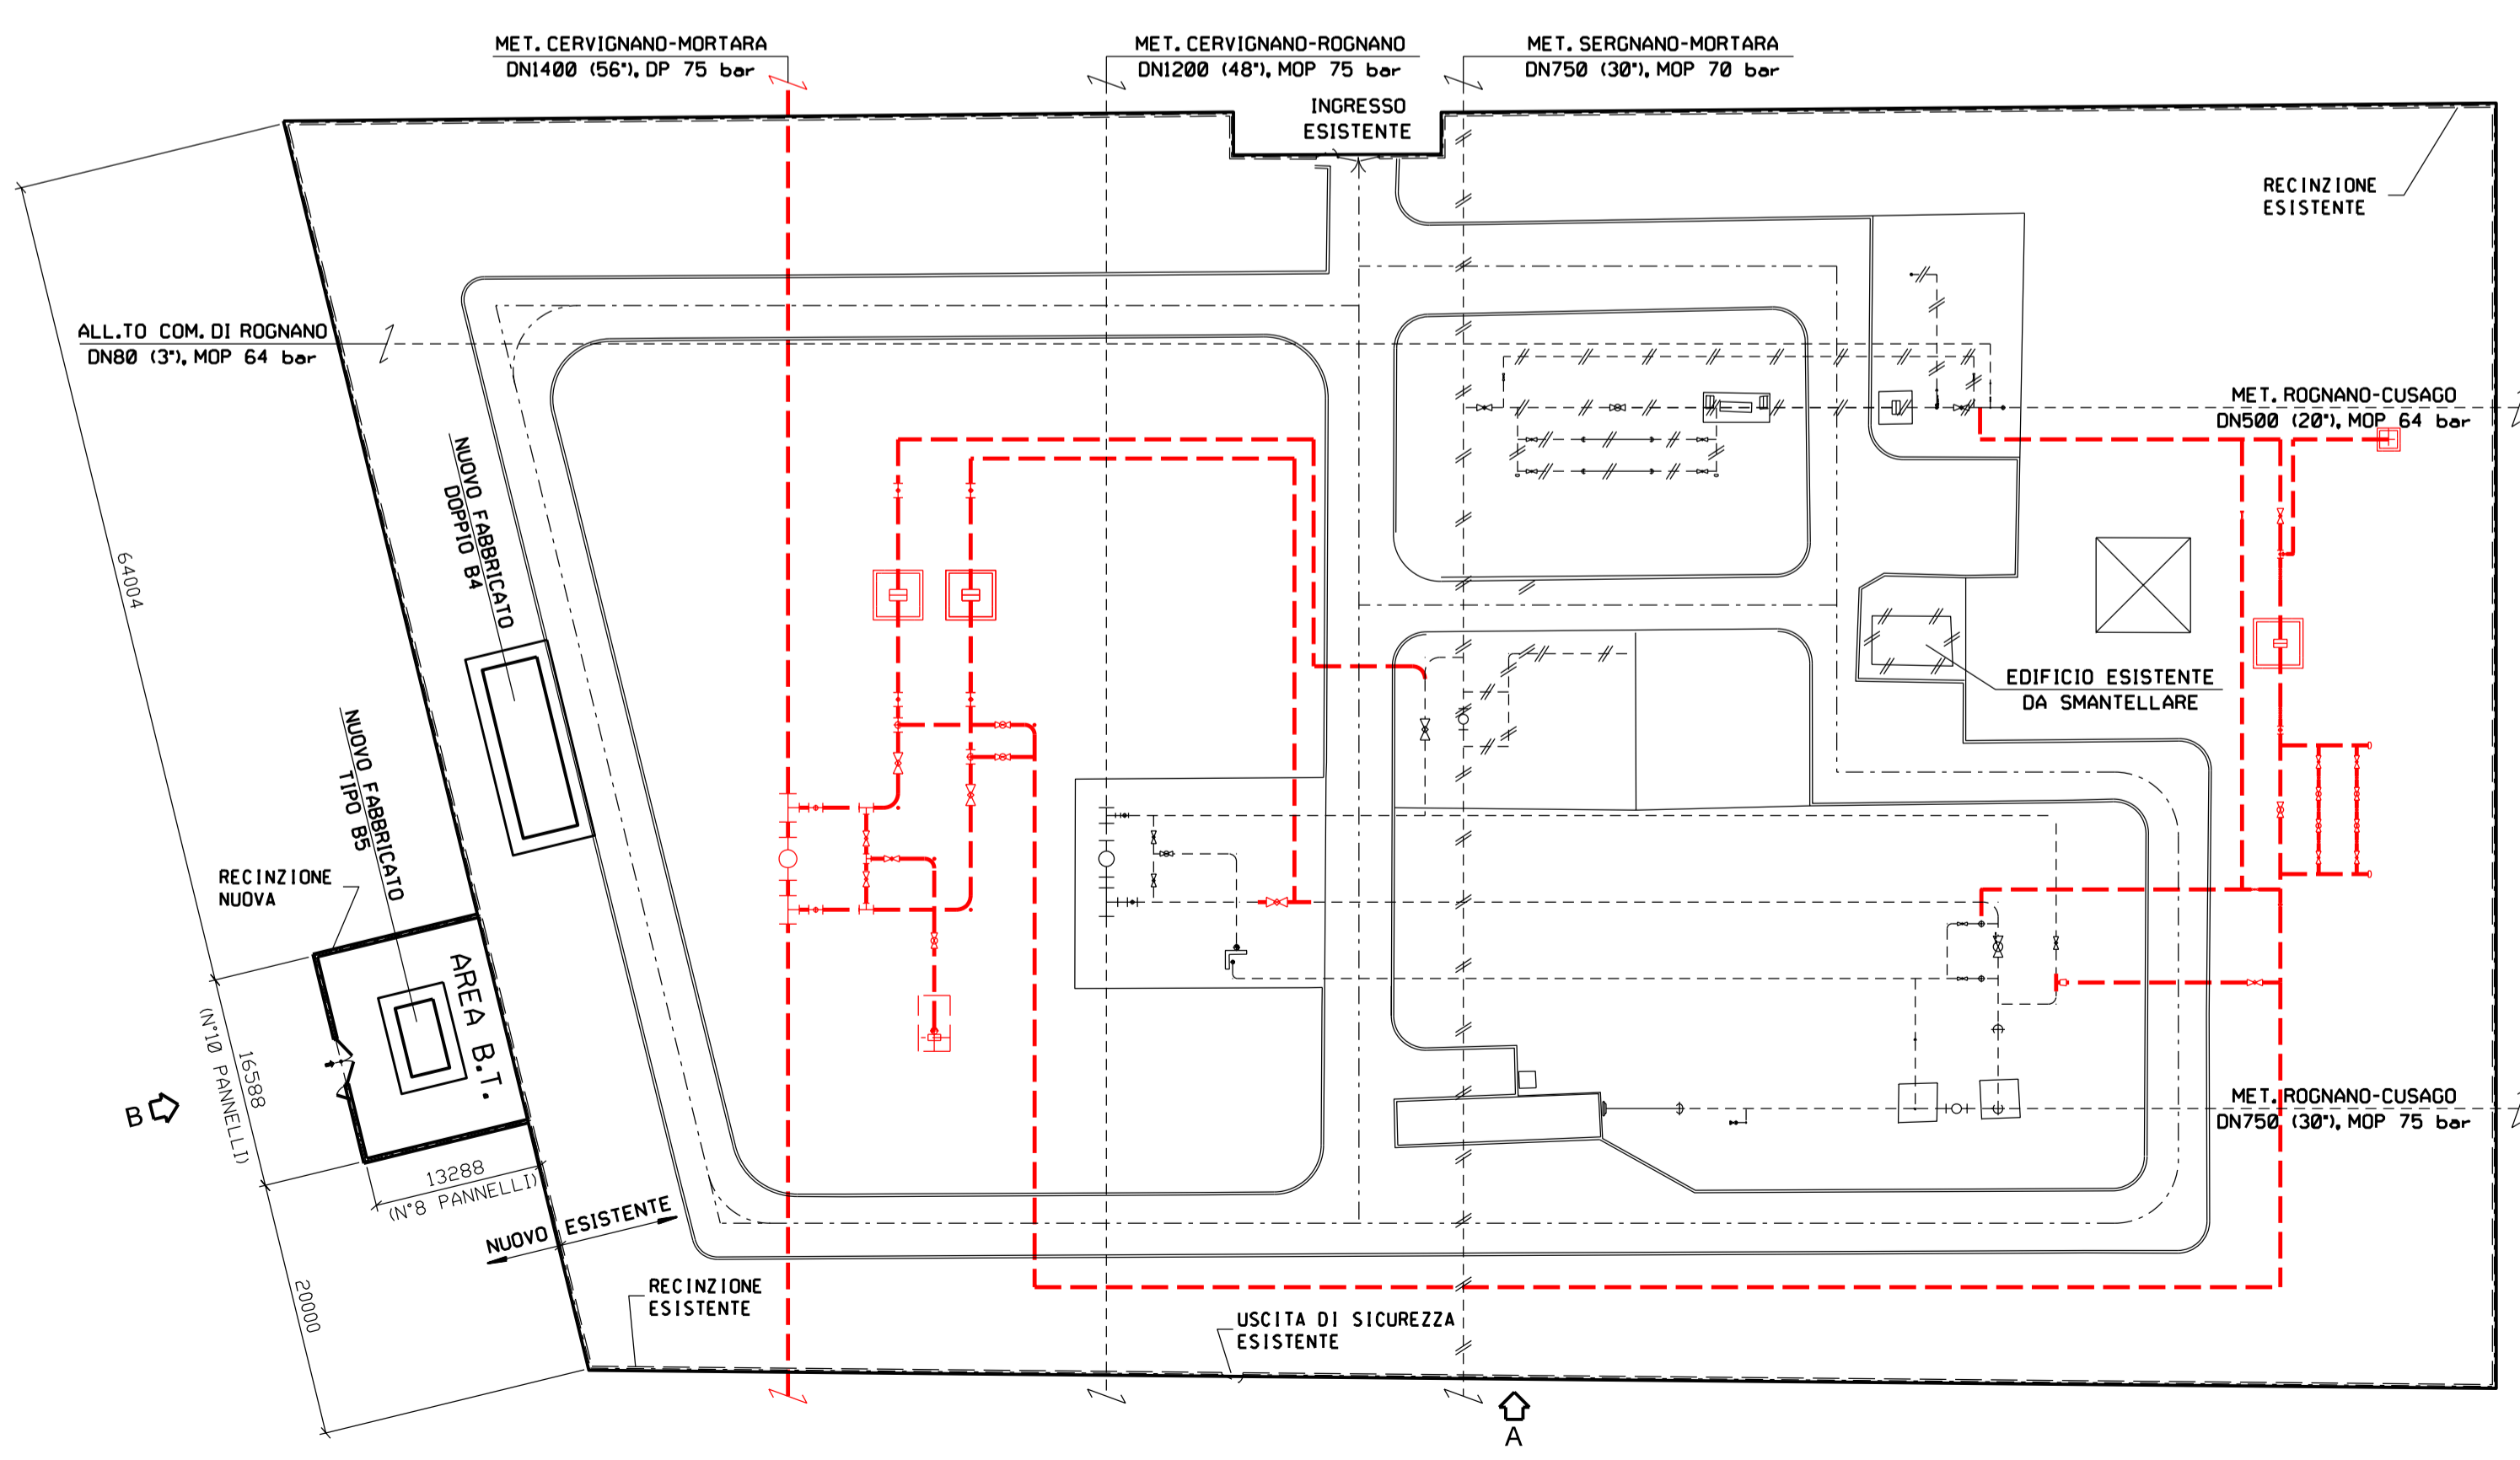 MET. CERVIGNANO-MORTARA
DN1400 (56"), DP 75 bar
MET. CERVIGNANO-ROGNANO
DN1200 (48"), MOP 75 bar
MET. SERGNANO-MORTARA
DN750 (30"), MOP 70 bar
INGRESSO
ESISTENTE
RECINZIONE
ESISTENTE
ALL.TO COM. DI ROGNANO
DN80 (3"), MOP 64 bar
MET. ROGNANO-CUSAGO
DN500 (20"), MOP 64 bar
NUOVO FABBRICATO
DOPPIO B4
64004
EDIFICIO ESISTENTE
DA SMANTELLARE
NUOVO FABBRICATO
TIPO B5
RECINZIONE
NUOVA
AREA B.T.
16588
(N°10 PANNELLI)
B
13288
(N°8 PANNELLI)
MET. ROGNANO-CUSAGO
DN750 (30"), MOP 75 bar
NUOVO
ESISTENTE
20000
RECINZIONE
ESISTENTE
USCITA DI SICUREZZA
ESISTENTE
A